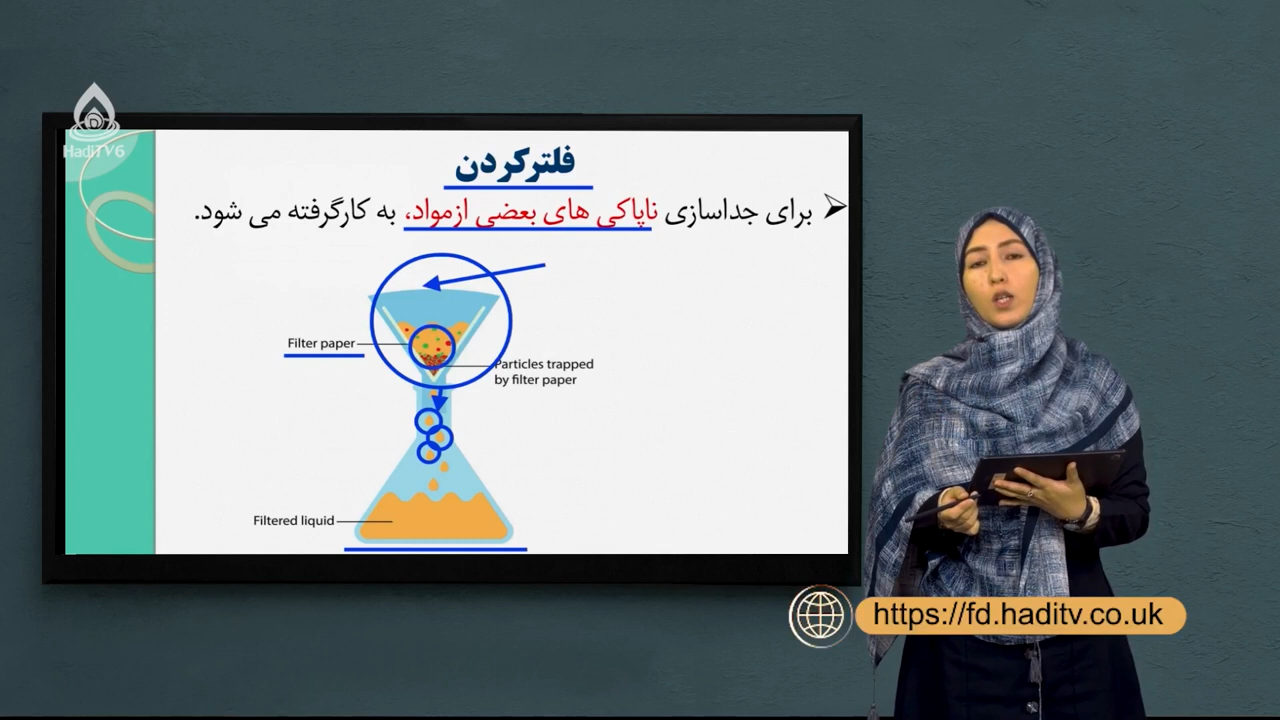 HadiTV6
فلترکردن
برای جداسازی ناپاکی های بعضی ازمواد، به کارگرفته می شود.
Filter paper
Particles trapped
by filter paper
Filtered liquid
https://fd.haditv.co.uk